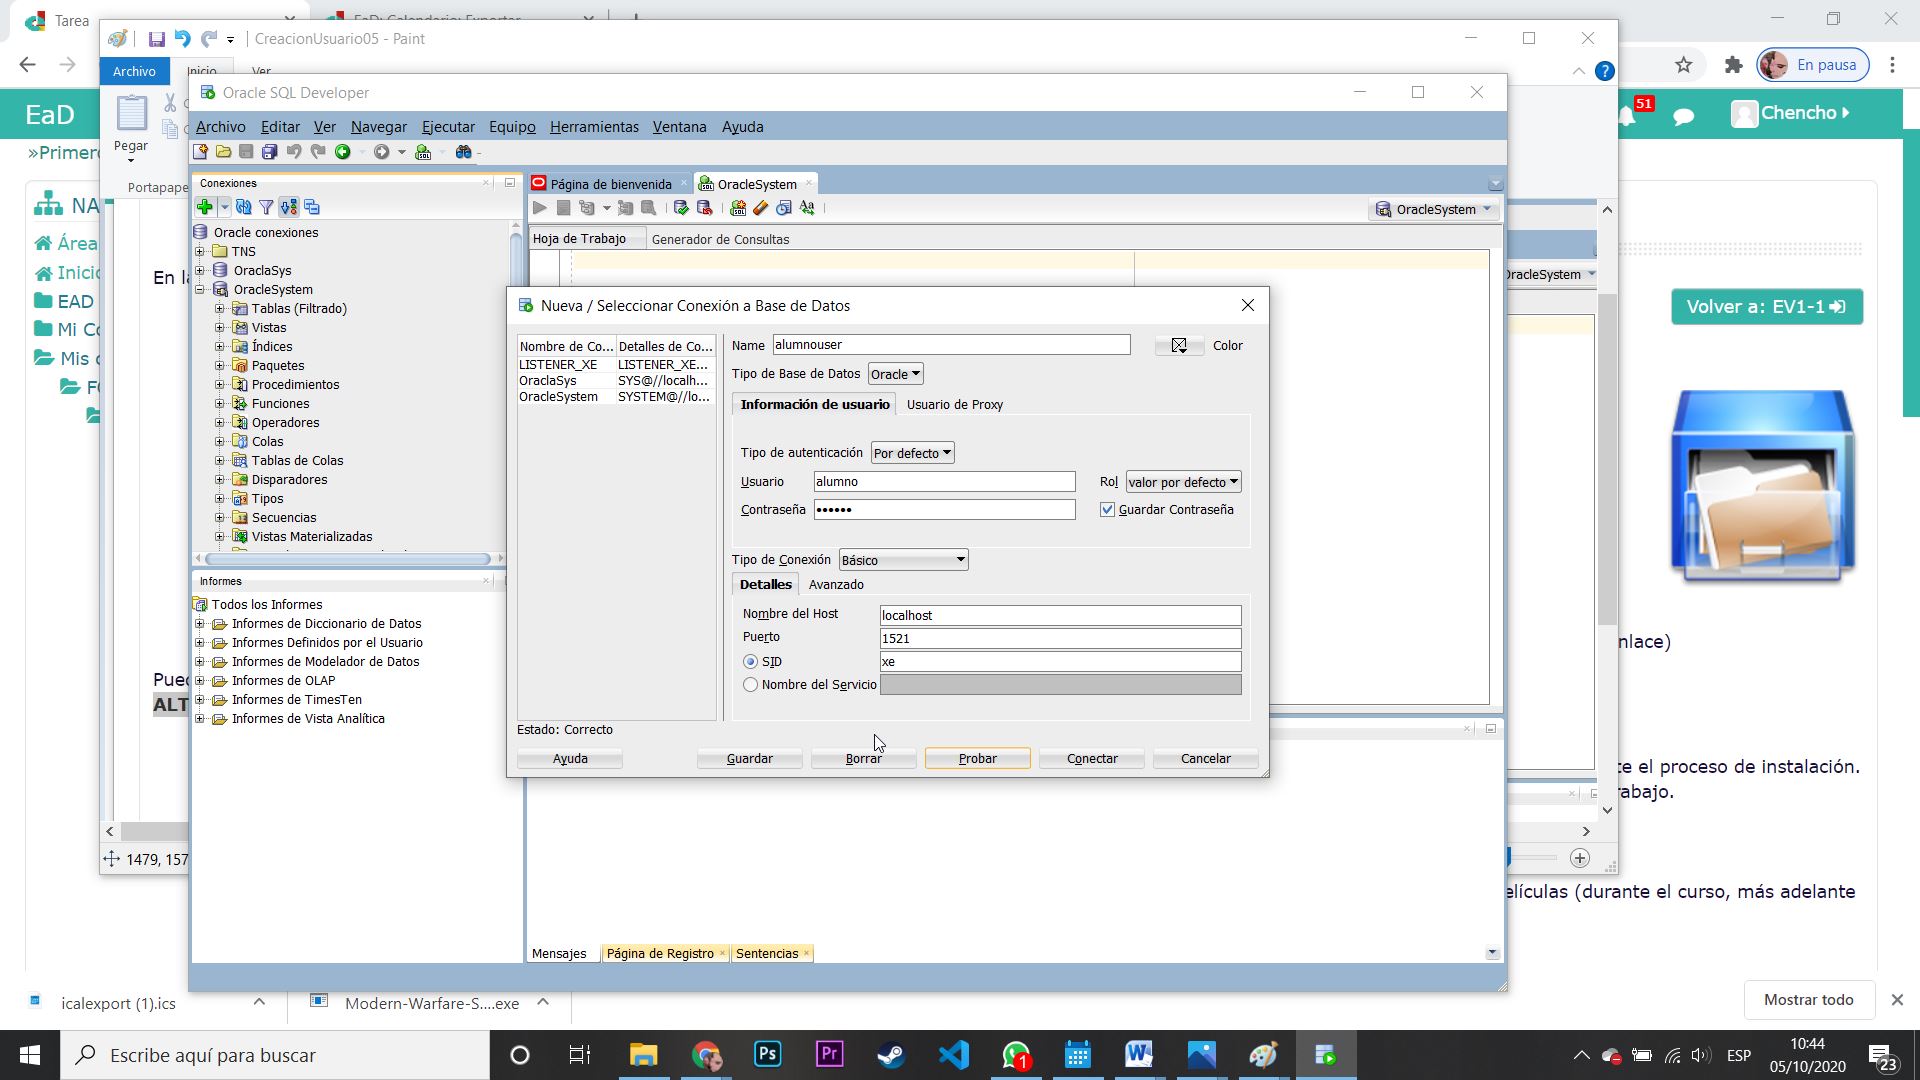 Tarea
EaD: Calendario: Exportar
CreacionUsuario05 - Paint
Archivo
Inicio
Ver
En pausa
EaD
51
Chencho
Pegar
Portapape
»Primero
NA
Área
Inicio
EAD
Mi Co
Mis c
En la
Pued
ALT
Oracle SQL Developer
Archivo Editar Ver Navegar Ejecutar Equipo Herramientas Ventana Ayuda
Conexiones
Oracle conexiones
TNS
OraclaSys
OracleSystem
Tablas (Filtrado)
Vistas
Índices
Paquetes
Procedimientos
Funciones
Operadores
Colas
Tablas de Colas
Disparadores
Tipos
Secuencias
Vistas Materializadas
Informes
Todos los Informes
Informes de Diccionario de Datos
Informes Definidos por el Usuario
Informes de Modelador de Datos
Informes de OLAP
Informes de TimesTen
Informes de Vista Analítica
Página de bienvenida
OracleSystem
OracleSystem
Hoja de Trabajo
Generador de Consultas
Nueva / Seleccionar Conexión a Base de Datos
Nombre de Co... Detalles de Co...
LISTENER_XE LISTENER_XE...
OraclaSys SYS@//localh...
OracleSystem SYSTEM@//lo...
Name alumnouser Color
Tipo de Base de Datos Oracle
Información de usuario Usuario de Proxy
Tipo de autenticación Por defecto
Usuario alumno Rol valor por defecto
Contraseña •••••• Guardar Contraseña
Tipo de Conexión Básico
Detalles Avanzado
Nombre del Host localhost
Puerto 1521
SID xe
Nombre del Servicio
Estado: Correcto
Ayuda Guardar Borrar Probar Conectar Cancelar
Mensajes Página de Registro Sentencias
OracleSystem
Volver a: EV1-1
nlace)
te el proceso de instalación.
rabajo.
elículas (durante el curso, más adelante
1479, 157
icalexport (1).ics
Modern-Warfare-S....exe
Mostrar todo
Escribe aquí para buscar
Ps
Pr
1
ESP
10:44
05/10/2020
23